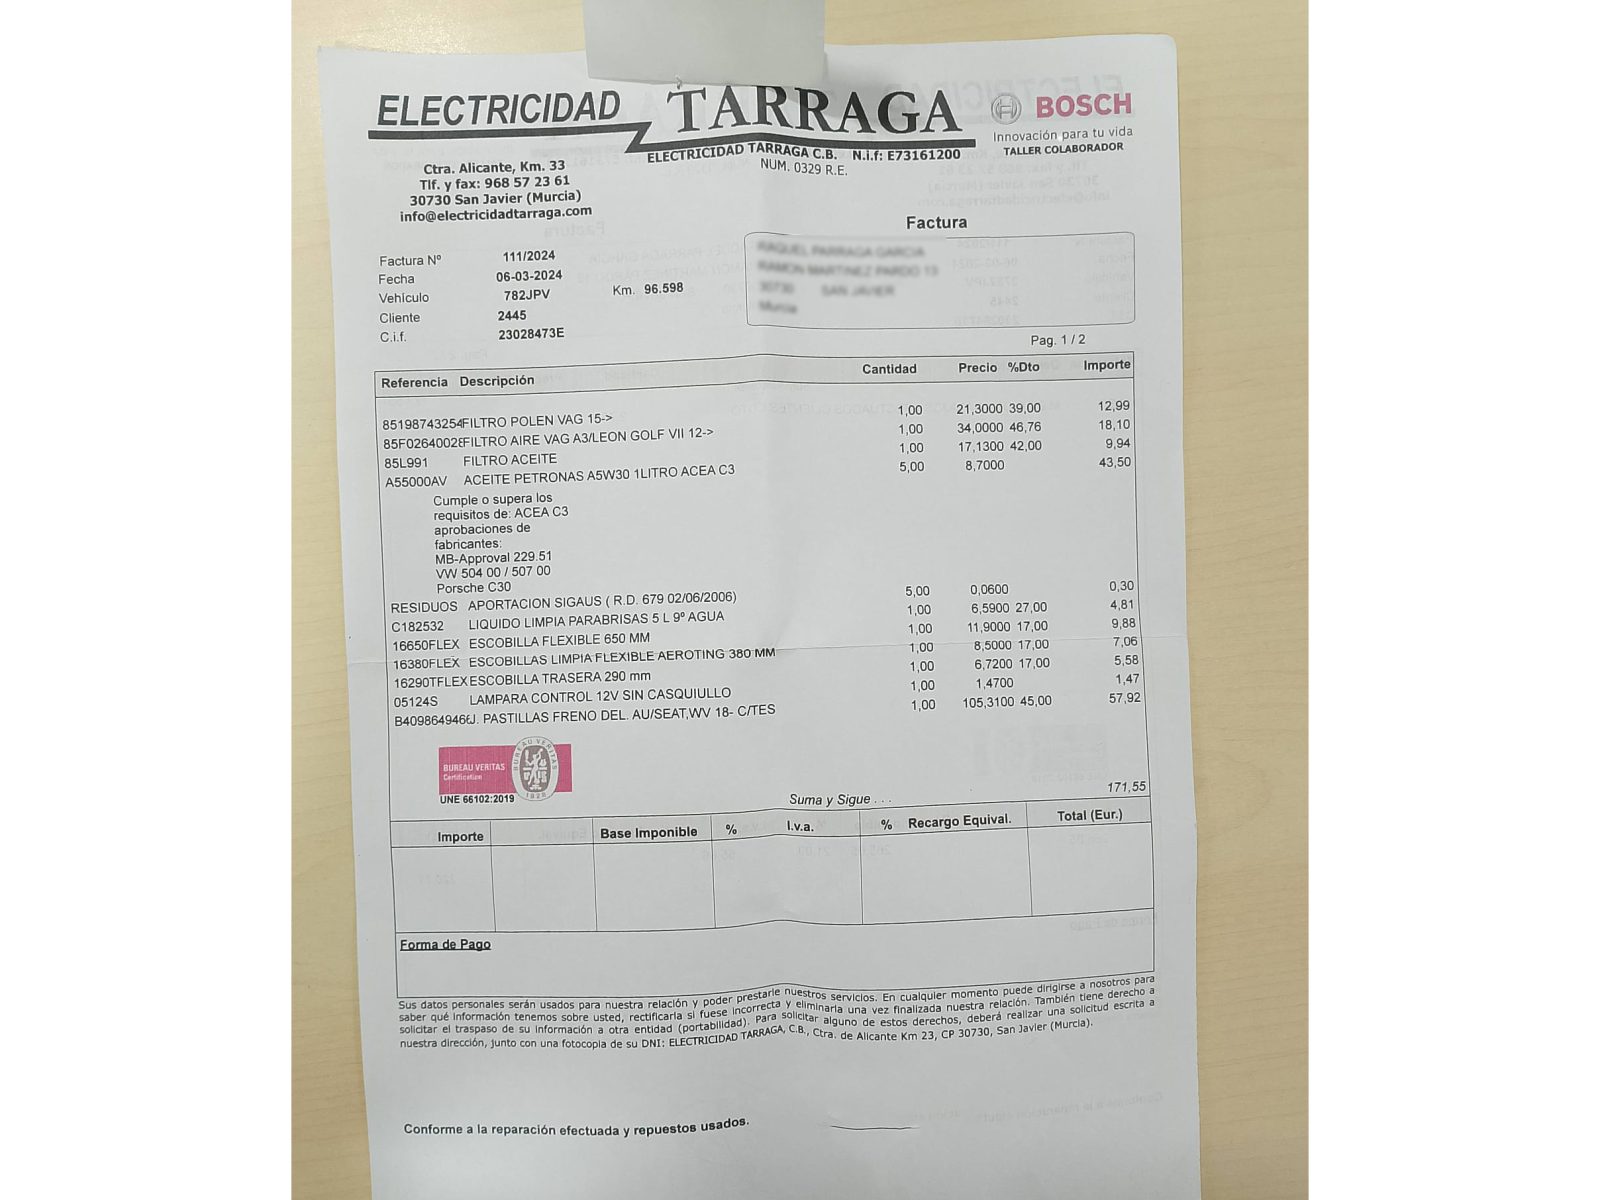 ELECTRICIDAD TARRAGA
BOSCH
Innovación para tu vida
TALLER COLABORADOR
ELECTRICIDAD TARRAGA C.B. N.i.f: E73161200
NUM. 0329 R.E.
Ctra. Alicante, Km. 33
Tlf. y fax: 968 57 23 61
30730 San Javier (Murcia)
info@electricidadtarraga.com
Factura
Factura Nº 111/2024
Fecha 06-03-2024
Vehículo 782JPV Km. 96.598
Cliente 2445
C.i.f. 23028473E
Pag. 1 / 2
Referencia Descripción Cantidad Precio %Dto Importe
85198743254 FILTRO POLEN VAG 15-> 1,00 21,3000 39,00 12,99
85F02640028 FILTRO AIRE VAG A3/LEON GOLF VII 12-> 1,00 34,0000 46,76 18,10
85L991 FILTRO ACEITE 1,00 17,1300 42,00 9,94
A55000AV ACEITE PETRONAS A5W30 1LITRO ACEA C3 5,00 8,7000 43,50
Cumple o supera los
requisitos de: ACEA C3
aprobaciones de
fabricantes:
MB-Approval 229.51
VW 504 00 / 507 00
Porsche C30
RESIDUOS APORTACION SIGAUS ( R.D. 679 02/06/2006) 5,00 0,0600 0,30
C182532 LIQUIDO LIMPIA PARABRISAS 5 L 9º AGUA 1,00 6,5900 27,00 4,81
16650FLEX ESCOBILLA FLEXIBLE 650 MM 1,00 11,9000 17,00 9,88
16380FLEX ESCOBILLAS LIMPIA FLEXIBLE AEROTING 380 MM 1,00 8,5000 17,00 7,06
16290TFLEX ESCOBILLA TRASERA 290 mm 1,00 6,7200 17,00 5,58
05124S LAMPARA CONTROL 12V SIN CASQUIULLO 1,00 1,4700 1,47
B40986494 J. PASTILLAS FRENO DEL. AU/SEAT,WV 18- C/TES 1,00 105,3100 45,00 57,92
BUREAU VERITAS
Certification
BUREAU VERITAS
1828
UNE 66102:2019
Suma y Sigue . . . 171,55
Importe Base Imponible % I.v.a. % Recargo Equival. Total (Eur.)
Forma de Pago
Sus datos personales serán usados para nuestra relación y poder prestarle nuestros servicios. En cualquier momento puede dirigirse a nosotros para
saber qué información tenemos sobre usted, rectificarla si fuese incorrecta y eliminarla una vez finalizada nuestra relación. También tiene derecho a
solicitar el traspaso de su información a otra entidad (portabilidad). Para solicitar alguno de estos derechos, deberá realizar una solicitud escrita a
nuestra dirección, junto con una fotocopia de su DNI: ELECTRICIDAD TARRAGA, C.B., Ctra. de Alicante Km 23, CP 30730, San Javier (Murcia).
Conforme a la reparación efectuada y repuestos usados.